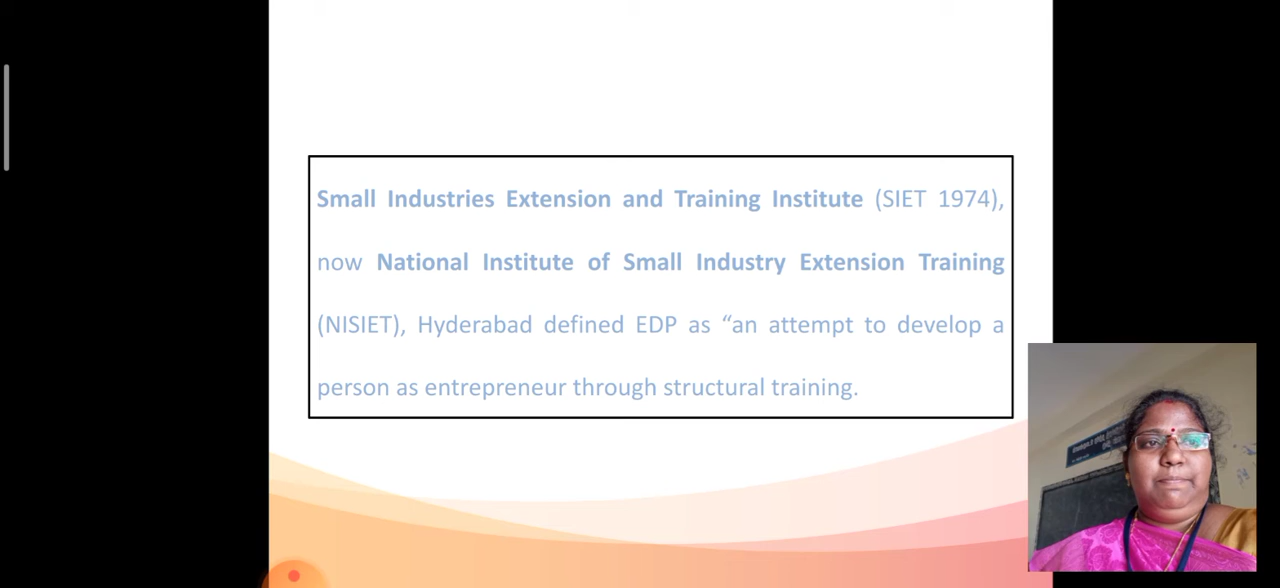 Small Industries Extension and Training Institute (SIET 1974),
now National Institute of Small Industry Extension Training
(NISIET), Hyderabad defined EDP as “an attempt to develop a
person as entrepreneur through structural training.